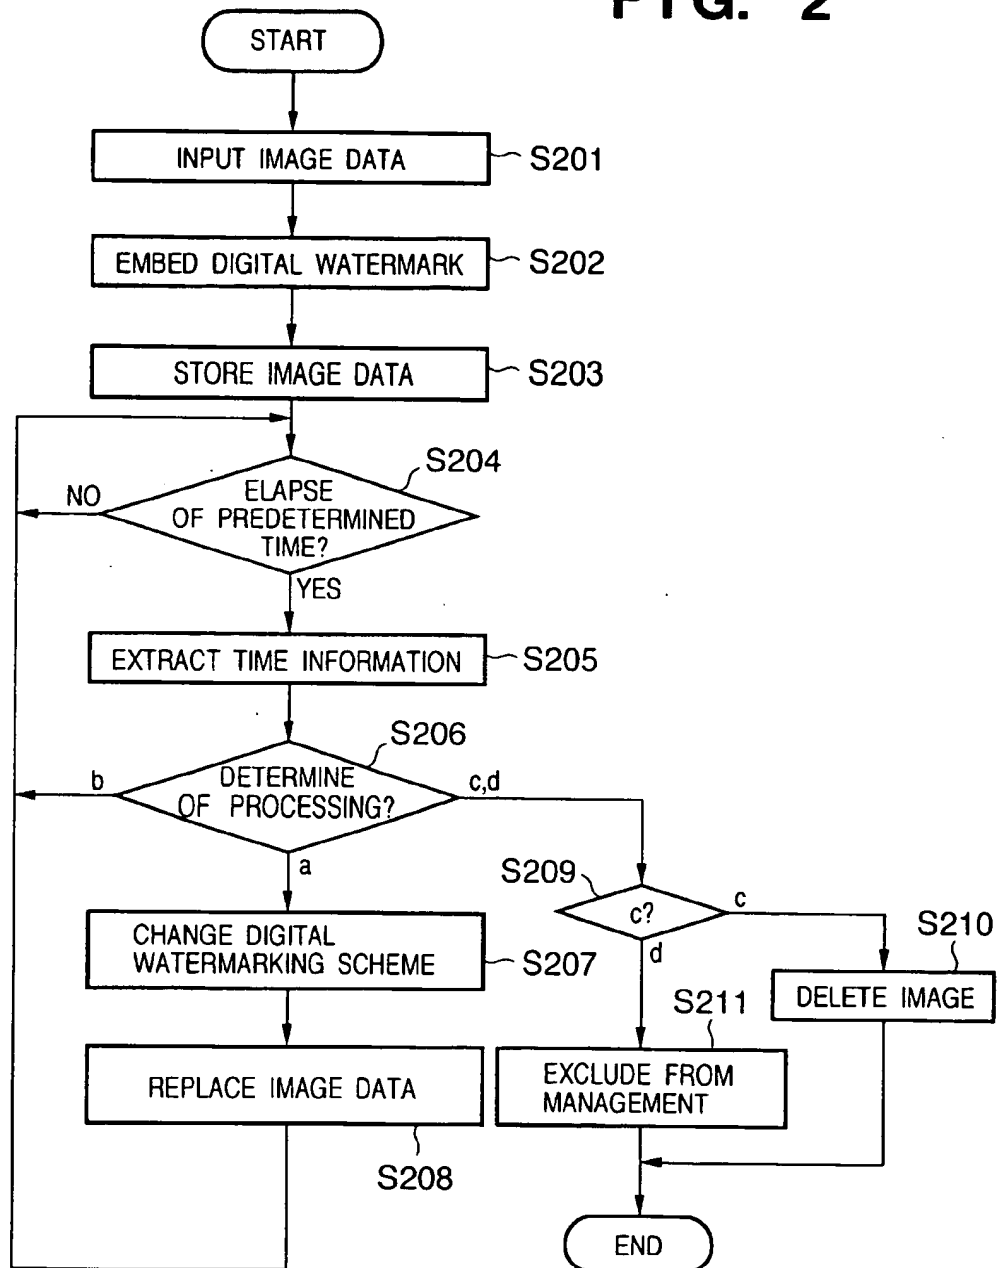 FIG. 2
START
INPUT IMAGE DATA
S201
EMBED DIGITAL WATERMARK
S202
STORE IMAGE DATA
S203
S204
NO
ELAPSE
OF PREDETERMINED
TIME?
YES
EXTRACT TIME INFORMATION
S205
S206
b
DETERMINE
OF PROCESSING?
c,d
a
S209
c?
c
d
S210
CHANGE DIGITAL
WATERMARKING SCHEME
S207
DELETE IMAGE
S211
REPLACE IMAGE DATA
EXCLUDE FROM
MANAGEMENT
S208
END